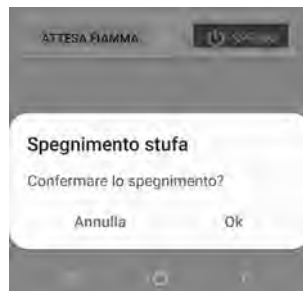 ATTESA FIAMMA
Spegnimento stufa
Confermare lo spegnimento?
Annulla Ok